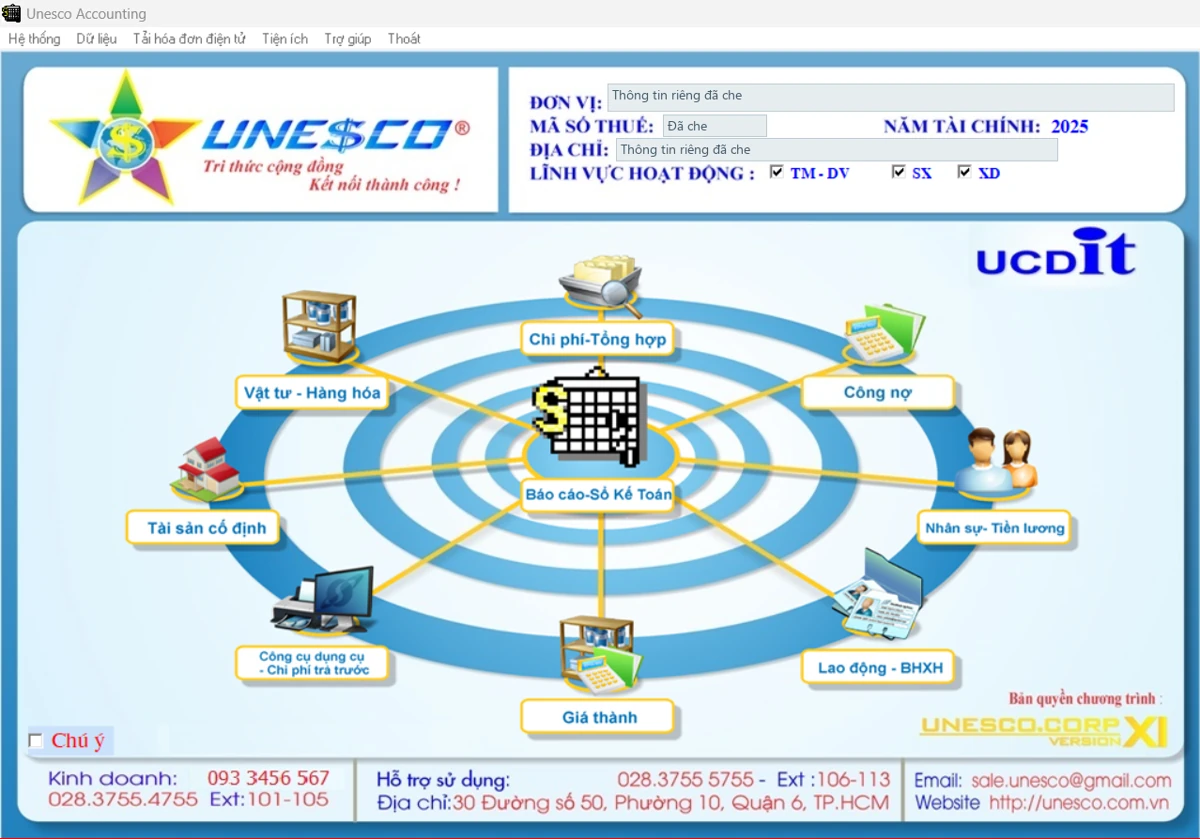 Unesco Accounting
Hệ thống Dữ liệu Tải hóa đơn điện tử Tiện ích Trợ giúp Thoát
UNESCO®
Tri thức cộng đồng
Kết nối thành công !
ĐƠN VỊ: Thông tin riêng đã che
MÃ SỐ THUẾ: Đã che NĂM TÀI CHÍNH: 2025
ĐỊA CHỈ: Thông tin riêng đã che
LĨNH VỰC HOẠT ĐỘNG : TM - DV SX XD
UCDit
Chi phí-Tổng hợp
Vật tư - Hàng hóa
Công nợ
Báo cáo-Sổ Kế Toán
Tài sản cố định
Nhân sự- Tiền lương
Công cụ dụng cụ
- Chi phí trả trước
Lao động - BHXH
Giá thành
Bản quyền chương trình :
UNESCO.CORP
VERSION XI
Chú ý
Kinh doanh: 093 3456 567
028.3755.4755 Ext:101-105
Hỗ trợ sử dụng: 028.3755 5755 - Ext :106-113
Địa chỉ:30 Đường số 50, Phường 10, Quận 6, TP.HCM
Email: sale.unesco@gmail.com
Website http://unesco.com.vn